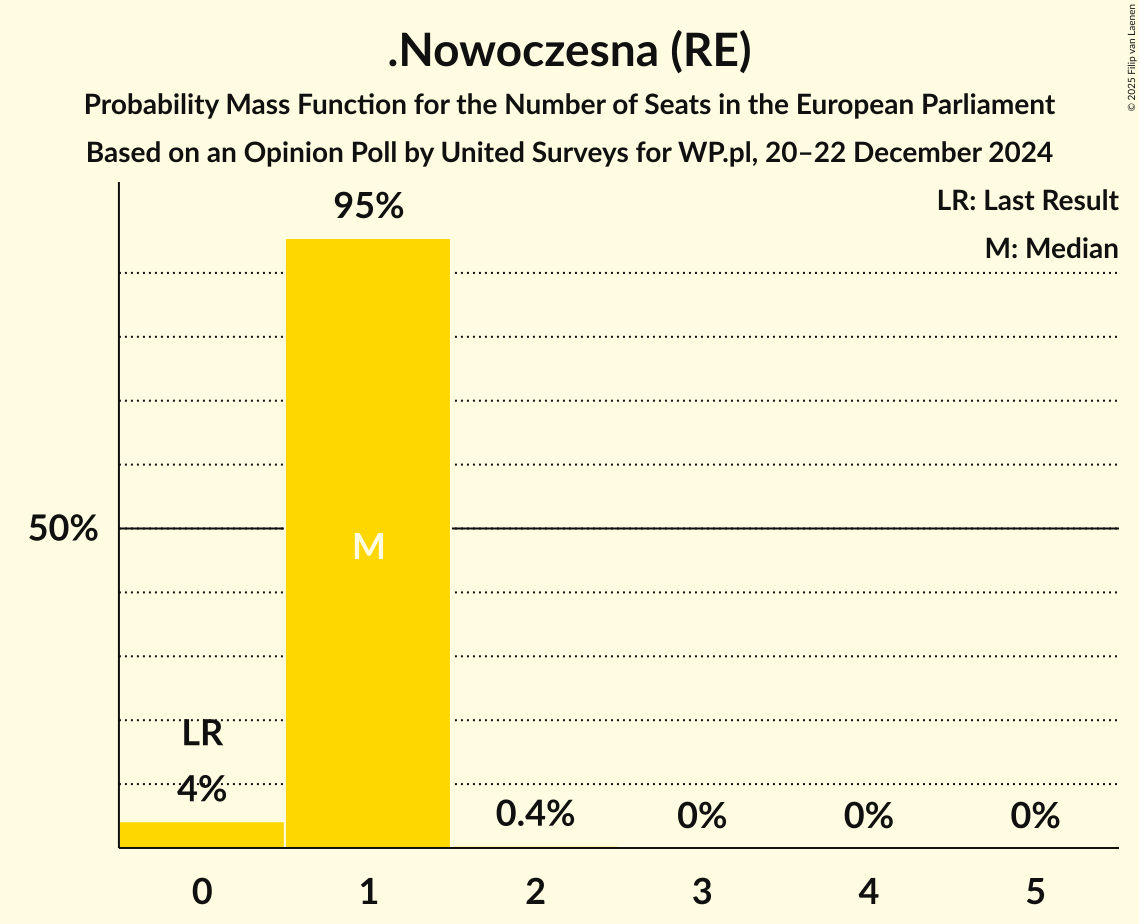 .Nowoczesna (RE)
Probability Mass Function for the Number of Seats in the European Parliament
Based on an Opinion Poll by United Surveys for WP.pl, 20–22 December 2024
© 2025 Filip van Laenen
LR: Last Result
M: Median
95%
50%
M
LR
4%
0.4%
0%
0%
0%
0
1
2
3
4
5